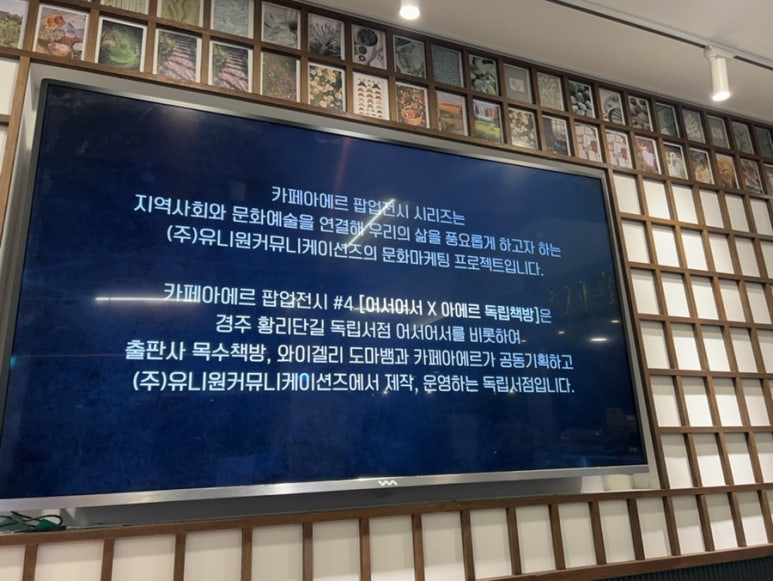 카페아에르 팝업전시 시리즈는
지역사회와 문화예술을 연결해 우리의 삶을 풍요롭게 하고자 하는
(주)유니원커뮤니케이션즈의 문화마케팅 프로젝트입니다.
카페아에르 팝업전시 #4 [어서어서 X 아에르 독립책방]은
경주 황리단길 독립서점 어서어서를 비롯하여
출판사 목수책방, 와이겔리 도마뱀과 카페아에르가 공동기획하고
(주)유니원커뮤니케이션즈에서 제작, 운영하는 독립서점입니다.